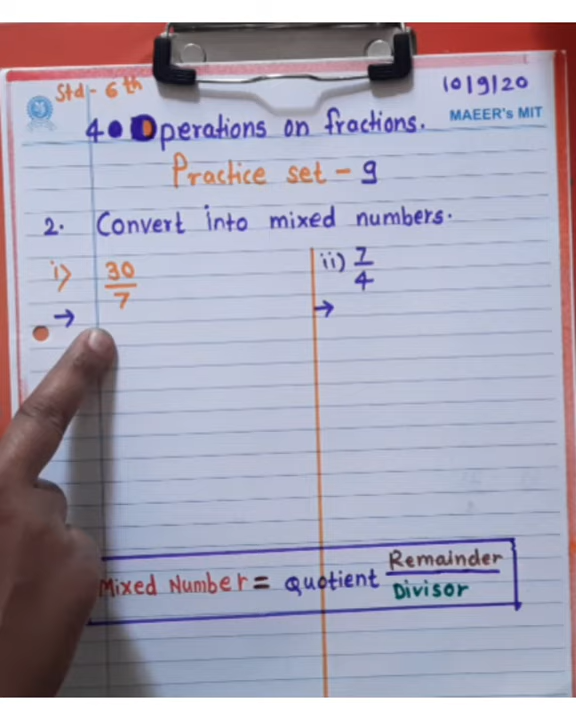 Std - 6th
10/9/20
MAEER's MIT
4. Operations on fractions.
Practice set - 9
2. Convert into mixed numbers.
i) 30/7
→
ii) 7/4
→
Mixed Number = Quotient Remainder/Divisor